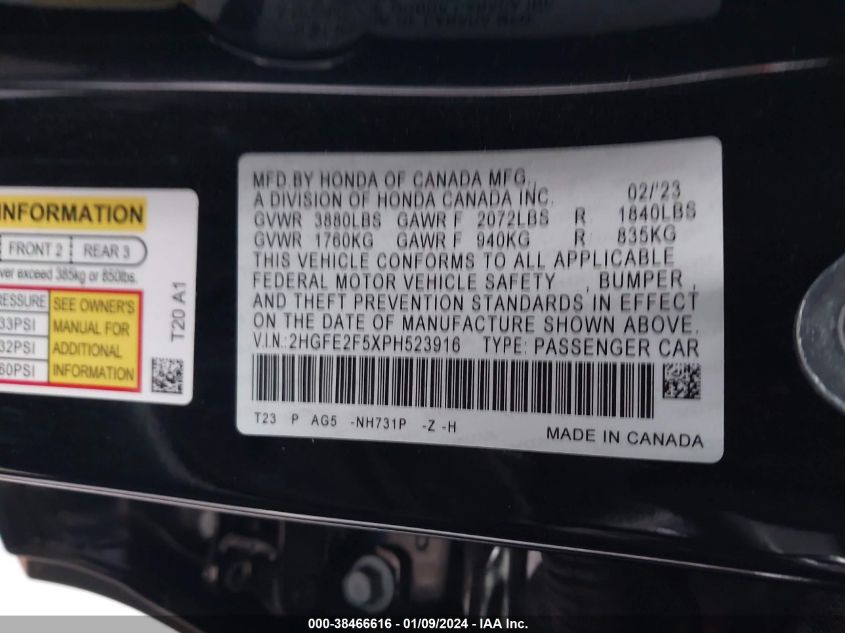 INFORMATION
FRONT 2 REAR 3
ver exceed 385kg or 850lbs.
RESSURE SEE OWNER'S
33PSI MANUAL FOR
32PSI ADDITIONAL
60PSI INFORMATION
T20 A1
MFD.BY HONDA OF CANADA MFG.,
A DIVISION OF HONDA CANADA INC. 02/'23
GVWR 3880LBS GAWR F 2072LBS R 1840LBS
GVWR 1760KG GAWR F 940KG R 835KG
THIS VEHICLE CONFORMS TO ALL APPLICABLE
FEDERAL MOTOR VEHICLE SAFETY , BUMPER ,
AND THEFT PREVENTION STANDARDS IN EFFECT
ON THE DATE OF MANUFACTURE SHOWN ABOVE.
V.I.N.:2HGFE2F5XPH523916 TYPE: PASSENGER CAR
T23 P AG5 -NH731P -Z -H
MADE IN CANADA
000-38466616 - 01/09/2024 - IAA Inc.